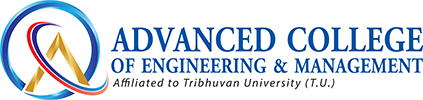 ADVANCED COLLEGE
OF ENGINEERING & MANAGEMENT
Affiliated to Tribhuvan University (T.U.)